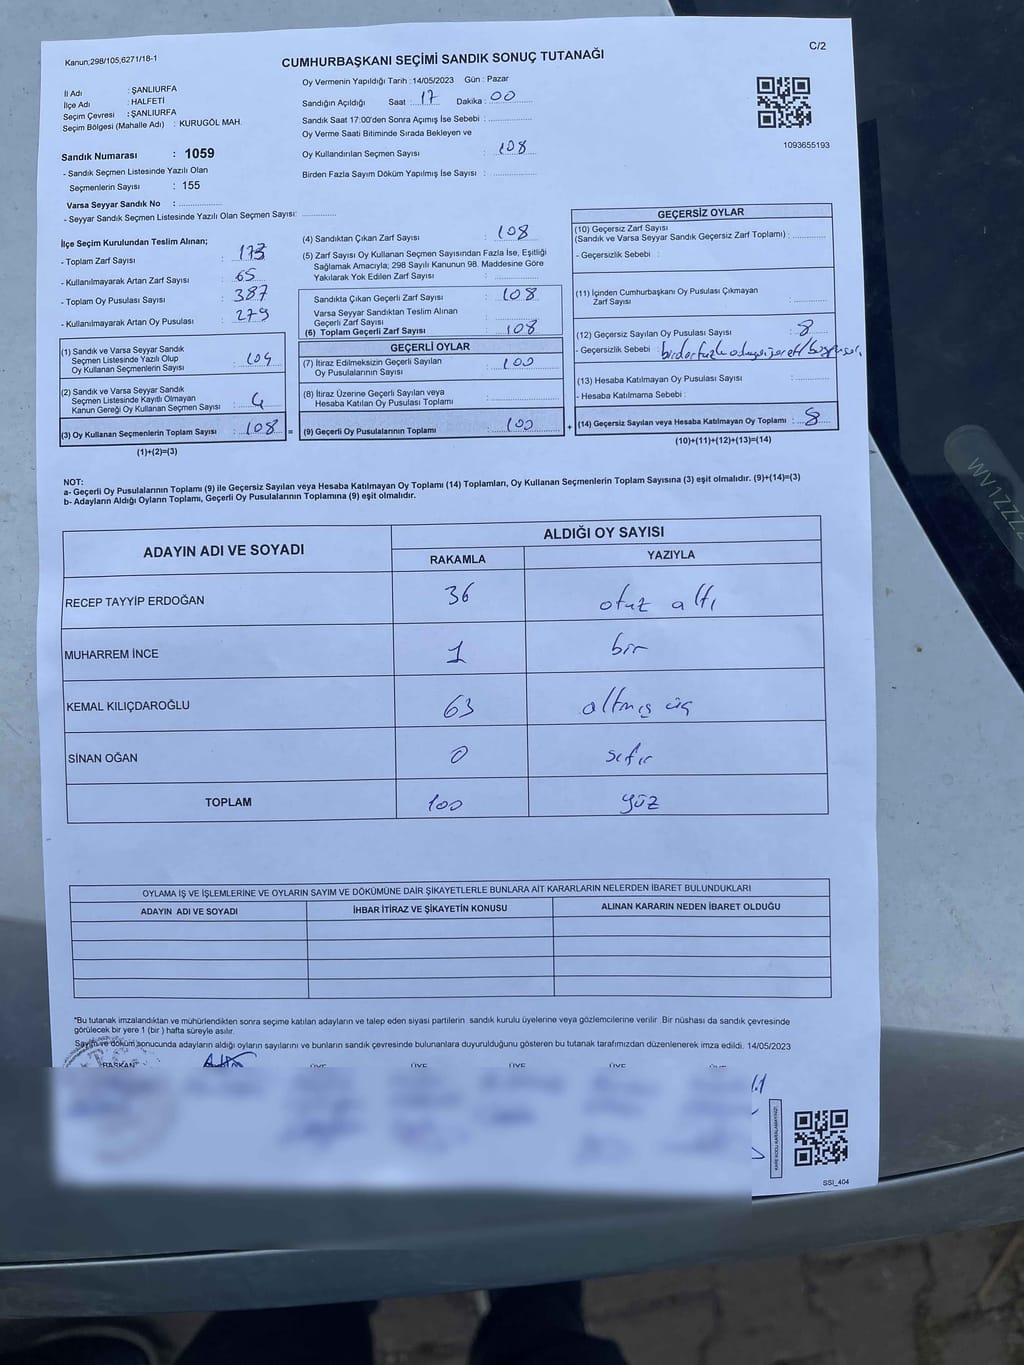 Kanun;298/105,6271/18-1
C/2
CUMHURBAŞKANI SEÇİMİ SANDIK SONUÇ TUTANAĞI
İl Adı : ŞANLIURFA
İlçe Adı : HALFETİ
Seçim Çevresi : ŞANLIURFA
Seçim Bölgesi (Mahalle Adı) : KURUGÖL MAH.
Oy Vermenin Yapıldığı Tarih : 14/05/2023 Gün : Pazar
Sandığın Açıldığı Saat : 17 Dakika : 00
Sandık Saat 17:00'den Sonra Açımış İse Sebebi :
Oy Verme Saati Bitiminde Sırada Bekleyen ve
Oy Kullandırılan Seçmen Sayısı : 108
Birden Fazla Sayım Döküm Yapılmış İse Sayısı :
1093655193
Sandık Numarası : 1059
- Sandık Seçmen Listesinde Yazılı Olan
Seçmenlerin Sayısı : 155
Varsa Seyyar Sandık No :
- Seyyar Sandık Seçmen Listesinde Yazılı Olan Seçmen Sayısı:
İlçe Seçim Kurulundan Teslim Alınan;
- Toplam Zarf Sayısı : 173
- Kullanılmayarak Artan Zarf Sayısı : 65
- Toplam Oy Pusulası Sayısı : 387
- Kullanılmayarak Artan Oy Pusulası : 279
(1) Sandık ve Varsa Seyyar Sandık
Seçmen Listesinde Yazılı Olup
Oy Kullanan Seçmenlerin Sayısı : 104
(2) Sandık ve Varsa Seyyar Sandık
Seçmen Listesinde Kayıtlı Olmayan
Kanun Gereği Oy Kullanan Seçmen Sayısı : 4
(3) Oy Kullanan Seçmenlerin Toplam Sayısı : 108 =
(1)+(2)=(3)
(4) Sandıktan Çıkan Zarf Sayısı : 108
(5) Zarf Sayısı Oy Kullanan Seçmen Sayısından Fazla İse, Eşitliği
Sağlamak Amacıyla; 298 Sayılı Kanunun 98. Maddesine Göre
Yakılarak Yok Edilen Zarf Sayısı :
Sandıkta Çıkan Geçerli Zarf Sayısı : 108
Varsa Seyyar Sandıktan Teslim Alınan
Geçerli Zarf Sayısı :
(6) Toplam Geçerli Zarf Sayısı : 108
GEÇERLİ OYLAR
(7) İtiraz Edilmeksizin Geçerli Sayılan
Oy Pusulalarının Sayısı : 100
(8) İtiraz Üzerine Geçerli Sayılan veya
Hesaba Katılan Oy Pusulası Toplamı :
(9) Geçerli Oy Pusulalarının Toplamı : 100 +
GEÇERSİZ OYLAR
(10) Geçersiz Zarf Sayısı
(Sandık ve Varsa Seyyar Sandık Geçersiz Zarf Toplamı) :
- Geçersizlik Sebebi :
(11) İçinden Cumhurbaşkanı Oy Pusulası Çıkmayan
Zarf Sayısı :
(12) Geçersiz Sayılan Oy Pusulası Sayısı : 8
- Geçersizlik Sebebi :
(13) Hesaba Katılmayan Oy Pusulası Sayısı :
- Hesaba Katılmama Sebebi :
(14) Geçersiz Sayılan veya Hesaba Katılmayan Oy Toplamı : 8
(10)+(11)+(12)+(13)=(14)
NOT:
a- Geçerli Oy Pusulalarının Toplamı (9) ile Geçersiz Sayılan veya Hesaba Katılmayan Oy Toplamı (14) Toplamları, Oy Kullanan Seçmenlerin Toplam Sayısına (3) eşit olmalıdır. (9)+(14)=(3)
b- Adayların Aldığı Oyların Toplamı, Geçerli Oy Pusulalarının Toplamına (9) eşit olmalıdır.
ADAYIN ADI VE SOYADI
ALDIĞI OY SAYISI
RAKAMLA YAZIYLA
RECEP TAYYİP ERDOĞAN 36 otuz altı
MUHARREM İNCE 1 bir
KEMAL KILIÇDAROĞLU 63 altmış üç
SİNAN OĞAN 0 sıfır
TOPLAM 100 yüz
OYLAMA İŞ VE İŞLEMLERİNE VE OYLARIN SAYIM VE DÖKÜMÜNE DAİR ŞİKAYETLERLE BUNLARA AİT KARARLARIN NELERDEN İBARET BULUNDUKLARI
ADAYIN ADI VE SOYADI İHBAR İTİRAZ VE ŞİKAYETİN KONUSU ALINAN KARARIN NEDEN İBARET OLDUĞU
"Bu tutanak imzalandıktan ve mühürlendikten sonra seçime katılan adayların ve talep eden siyasi partilerin sandık kurulu üyelerine veya gözlemcilerine verilir .Bir nüshası da sandık çevresinde
görülecek bir yere 1 (bir ) hafta süreyle asılır.
Sayım ve döküm sonucunda adayların aldığı oyların sayılarını ve bunların sandık çevresinde bulunanlara duyurulduğunu gösteren bu tutanak tarafımızdan düzenlenerek imza edildi. 14/05/2023
BAŞKAN ÜYE ÜYE ÜYE ÜYE ÜYE
KARE KODU KARALAMAYINIZ!
SSI_404
WV1ZZZ